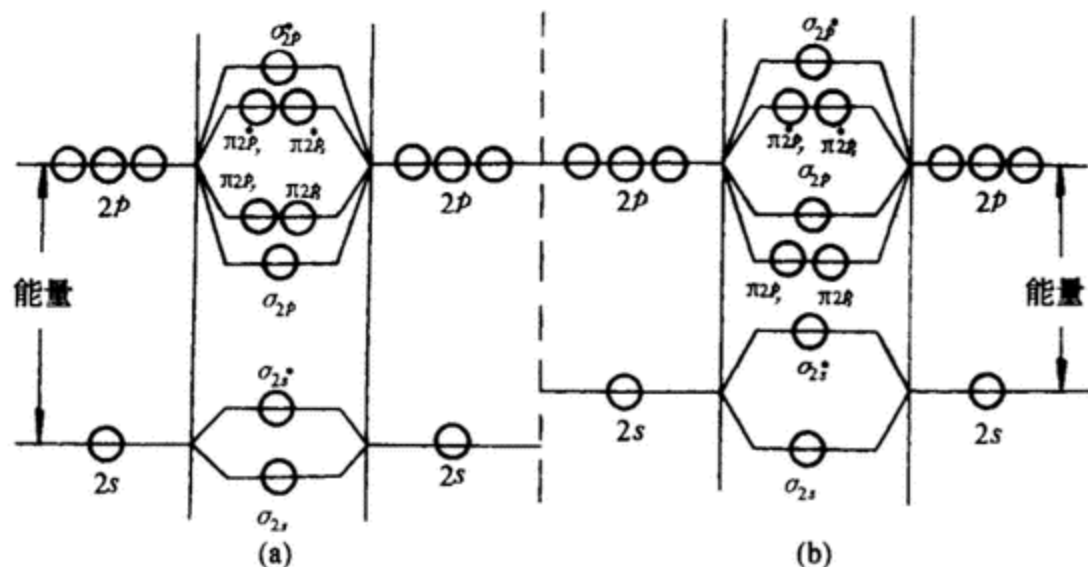 σ*2p σ2p*
π2p*y π2p*z π2p*y π2p*z
σ2p
2p 2p 2p 2p
π2py π2pz
能量 能量
σ2p π2py π2pz
σ2s* σ2s*
2s 2s 2s 2s
σ2s σ2s
(a) (b)